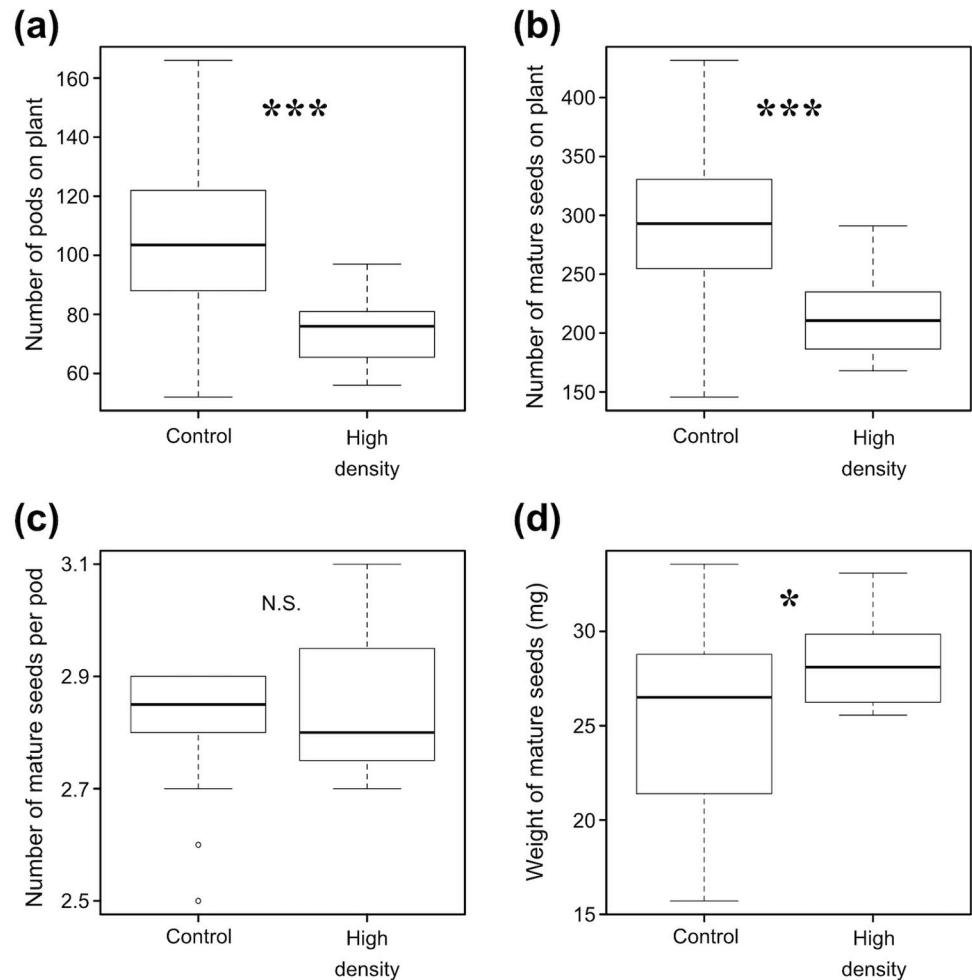 (a)
Number of pods on plant
160
140
120
100
80
60
***
Control
High
density
(b)
Number of mature seeds on plant
400
350
300
250
200
150
***
Control
High
density
(c)
Number of mature seeds per pod
3.1
2.9
2.7
2.5
N.S.
Control
High
density
(d)
Weight of mature seeds (mg)
30
25
20
15
*
Control
High
density